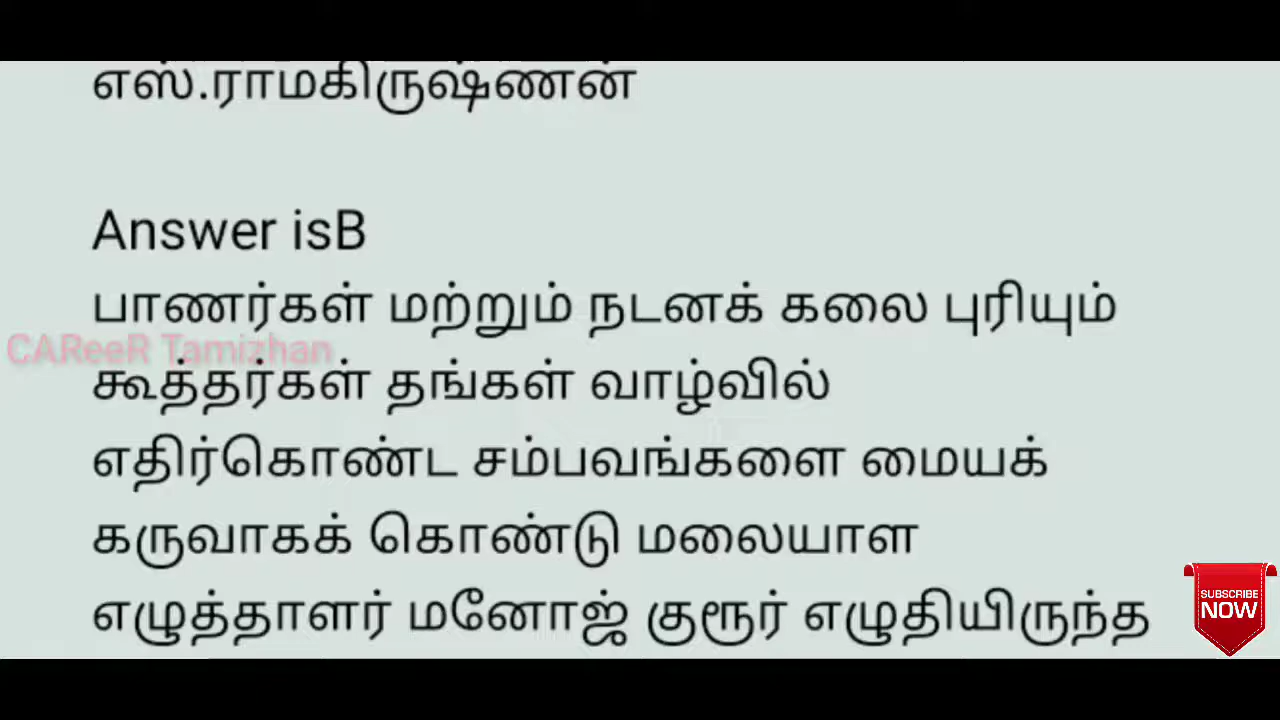 எஸ்.ராமகிருஷ்ணன்
Answer isB
பாணர்கள் மற்றும் நடனக் கலை புரியும்
CAReeR Tamizhan
கூத்தர்கள் தங்கள் வாழ்வில்
எதிர்கொண்ட சம்பவங்களை மையக்
கருவாகக் கொண்டு மலையாள
எழுத்தாளர் மனோஜ் குரூர் எழுதியிருந்த
SUBSCRIBE
NOW